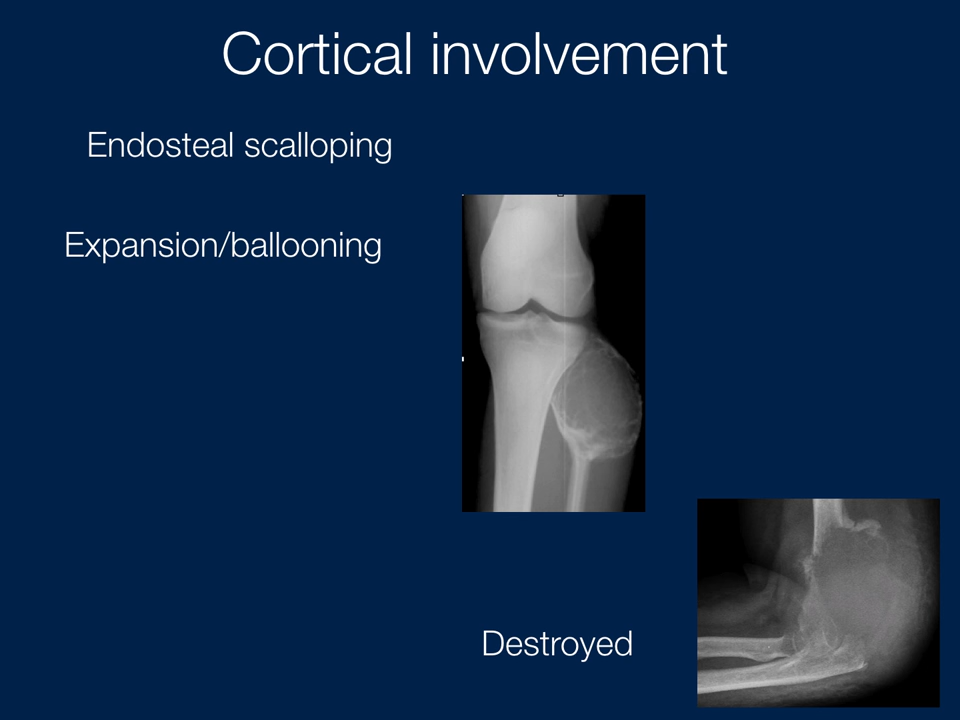 Cortical involvement
Endosteal scalloping
Expansion/ballooning
Destroyed